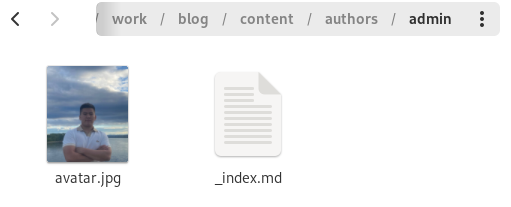 / work / blog / content / authors / admin
avatar.jpg
_index.md